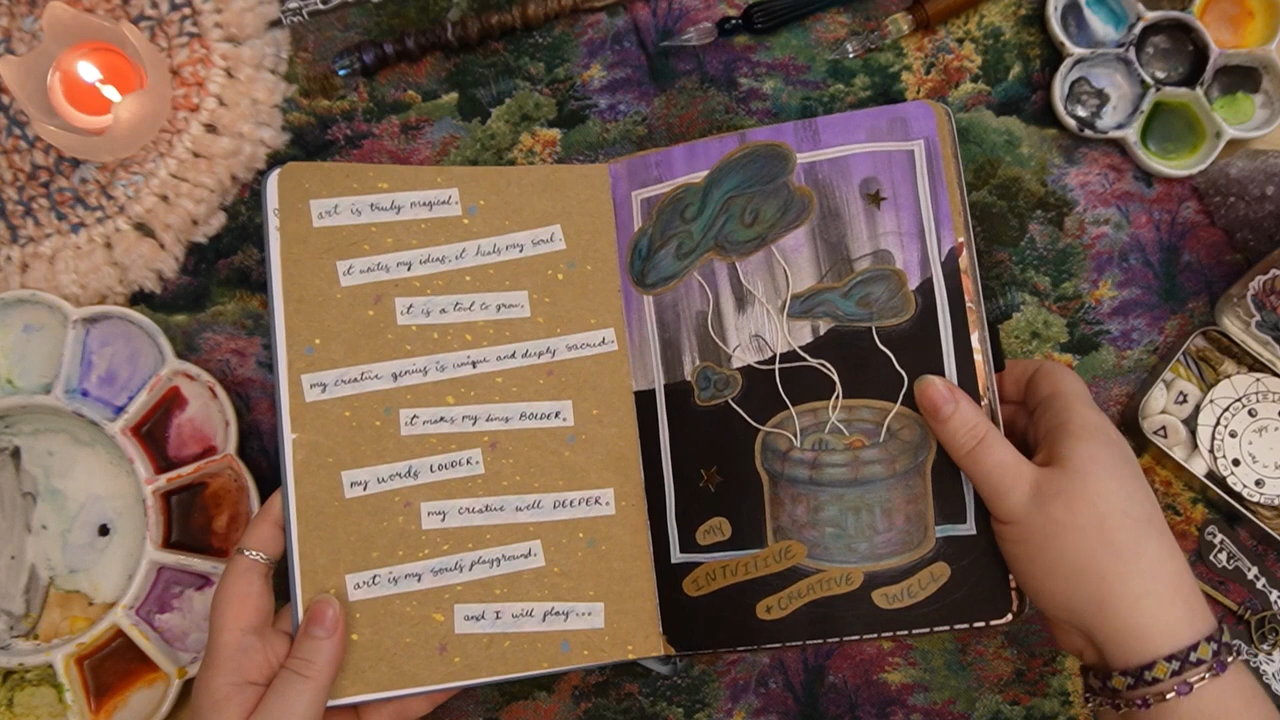 art is truly magical.
it unites my ideas, it heals my soul.
it is a tool to grow.
my creative genius is unique and deeply sacred.
it makes my lines BOLDER.
my words LOUDER.
my creative well DEEPER.
art is my soul's playground.
and I will play...
MY
INTUITIVE
+ CREATIVE
WELL